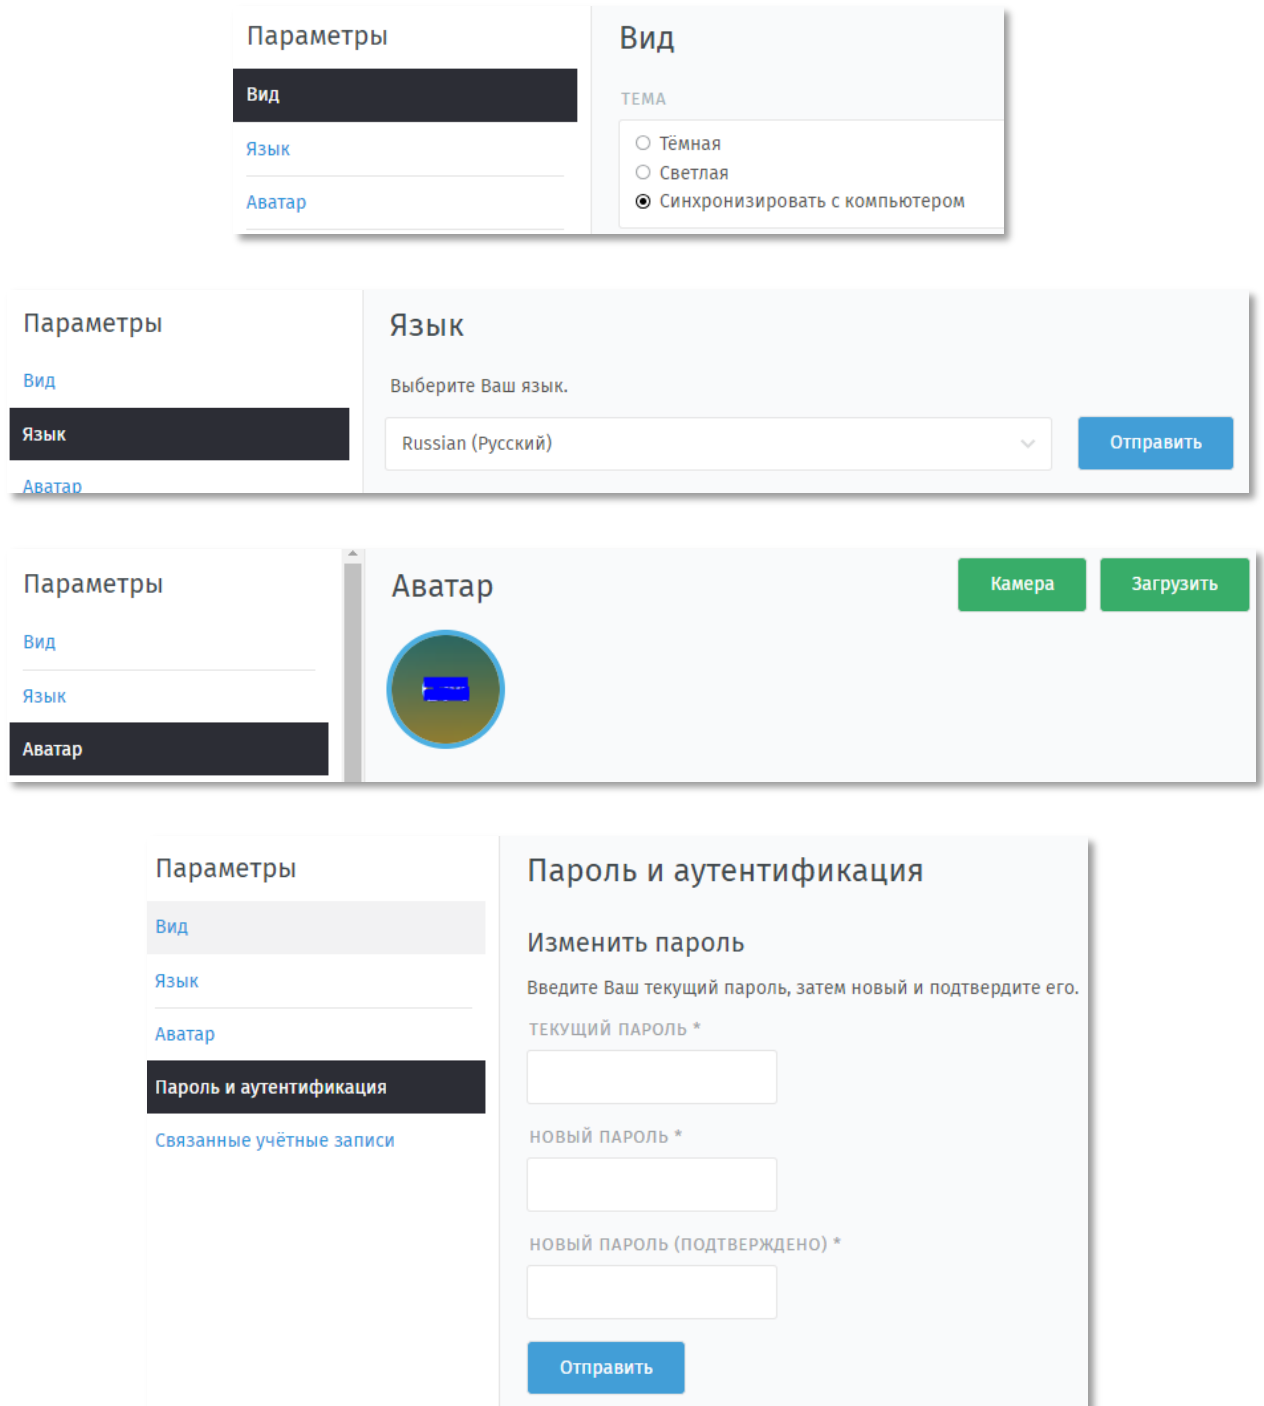 Параметры
Вид
Язык
Аватар
Вид
ТЕМА
Тёмная
Светлая
Синхронизировать с компьютером
Параметры
Вид
Язык
Аватар
Язык
Выберите Ваш язык.
Russian (Русский)
Отправить
Параметры
Вид
Язык
Аватар
Аватар
Камера
Загрузить
Параметры
Вид
Язык
Аватар
Пароль и аутентификация
Связанные учётные записи
Пароль и аутентификация
Изменить пароль
Введите Ваш текущий пароль, затем новый и подтвердите его.
ТЕКУЩИЙ ПАРОЛЬ *
НОВЫЙ ПАРОЛЬ *
НОВЫЙ ПАРОЛЬ (ПОДТВЕРЖДЕНО) *
Отправить